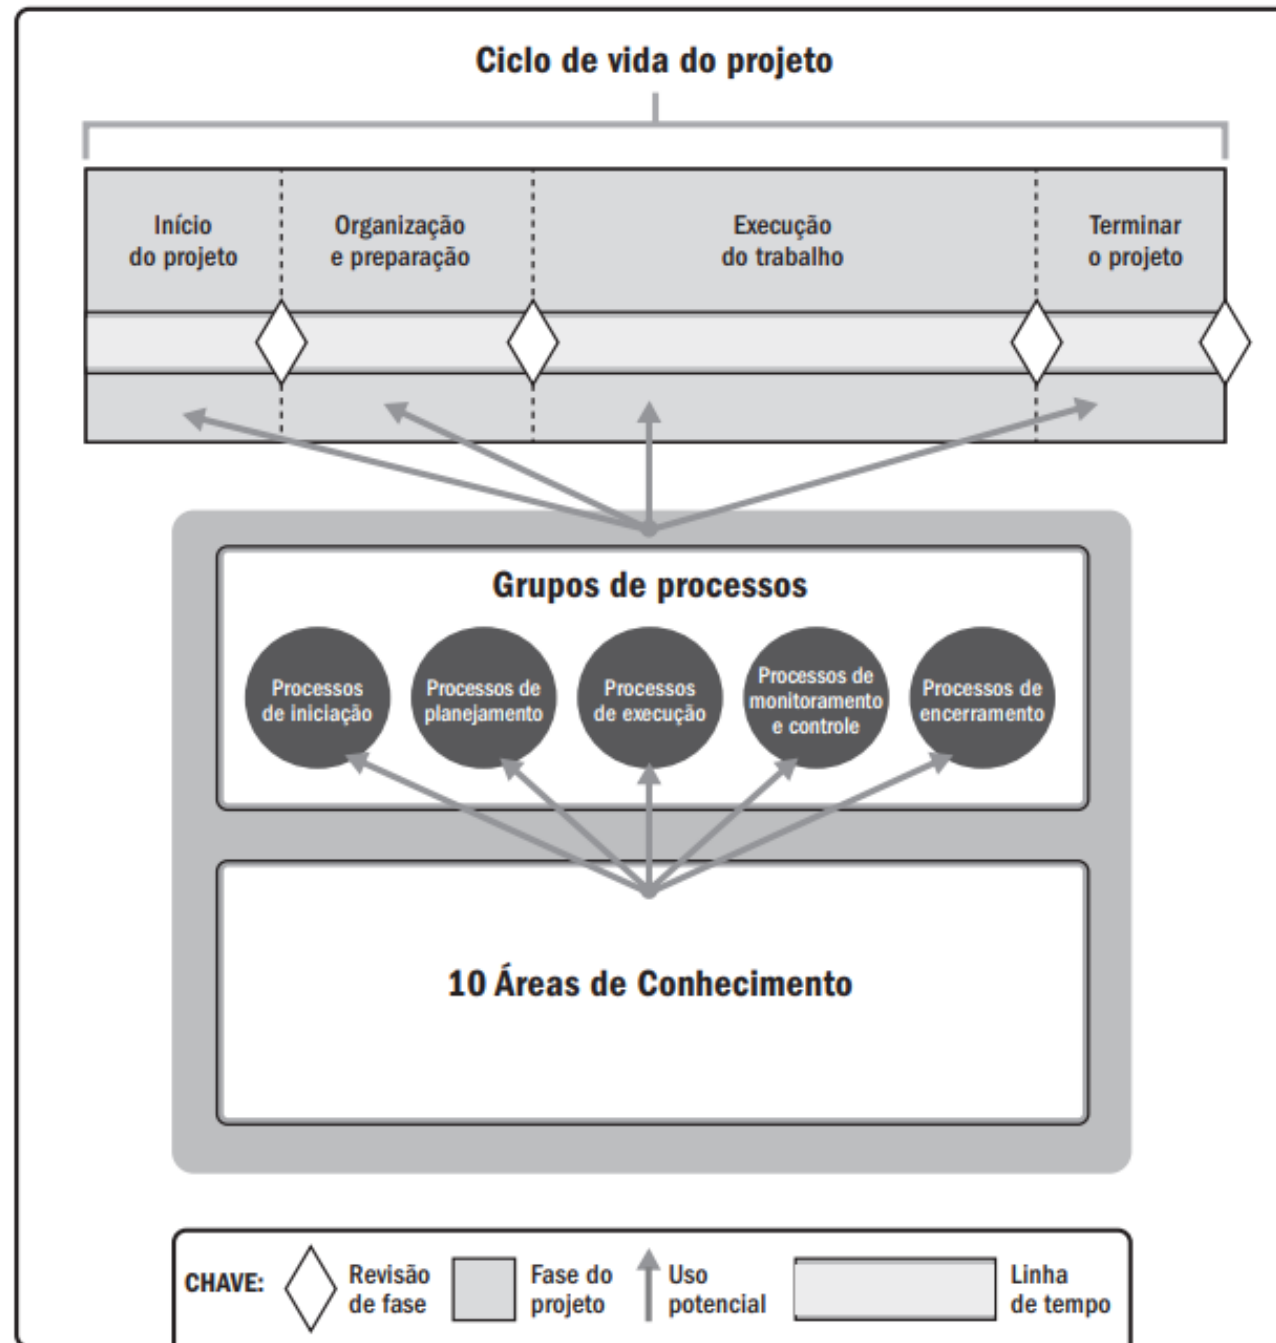 Ciclo de vida do projeto
Início
do projeto
Organização
e preparação
Execução
do trabalho
Terminar
o projeto
Grupos de processos
Processos
de iniciação
Processos de
planejamento
Processos
de execução
Processos de
monitoramento
e controle
Processos de
encerramento
10 Áreas de Conhecimento
CHAVE:
Revisão
de fase
Fase do
projeto
Uso
potencial
Linha
de tempo